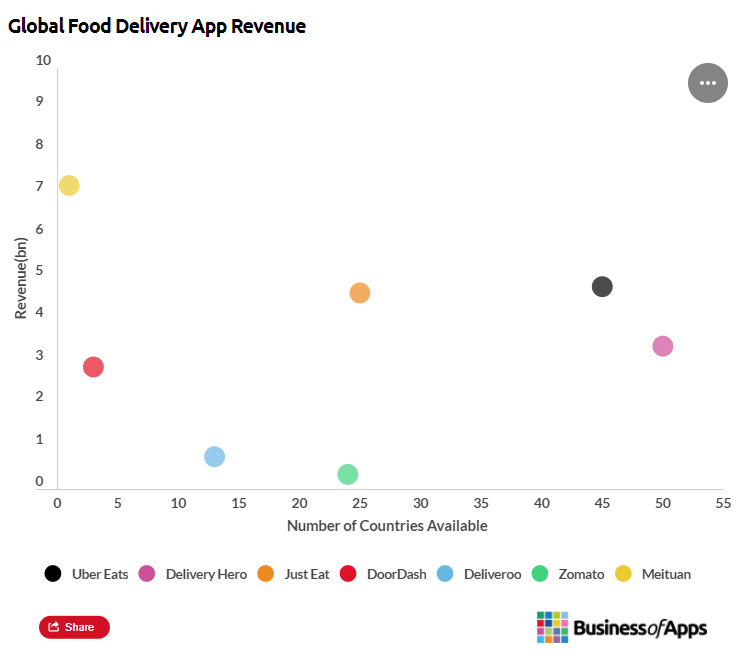 Global Food Delivery App Revenue
10
9
8
7
6
5
4
3
2
1
0
Revenue(bn)
0 5 10 15 20 25 30 35 40 45 50 55
Number of Countries Available
Uber Eats Delivery Hero Just Eat DoorDash Deliveroo Zomato Meituan
Share
BusinessofApps